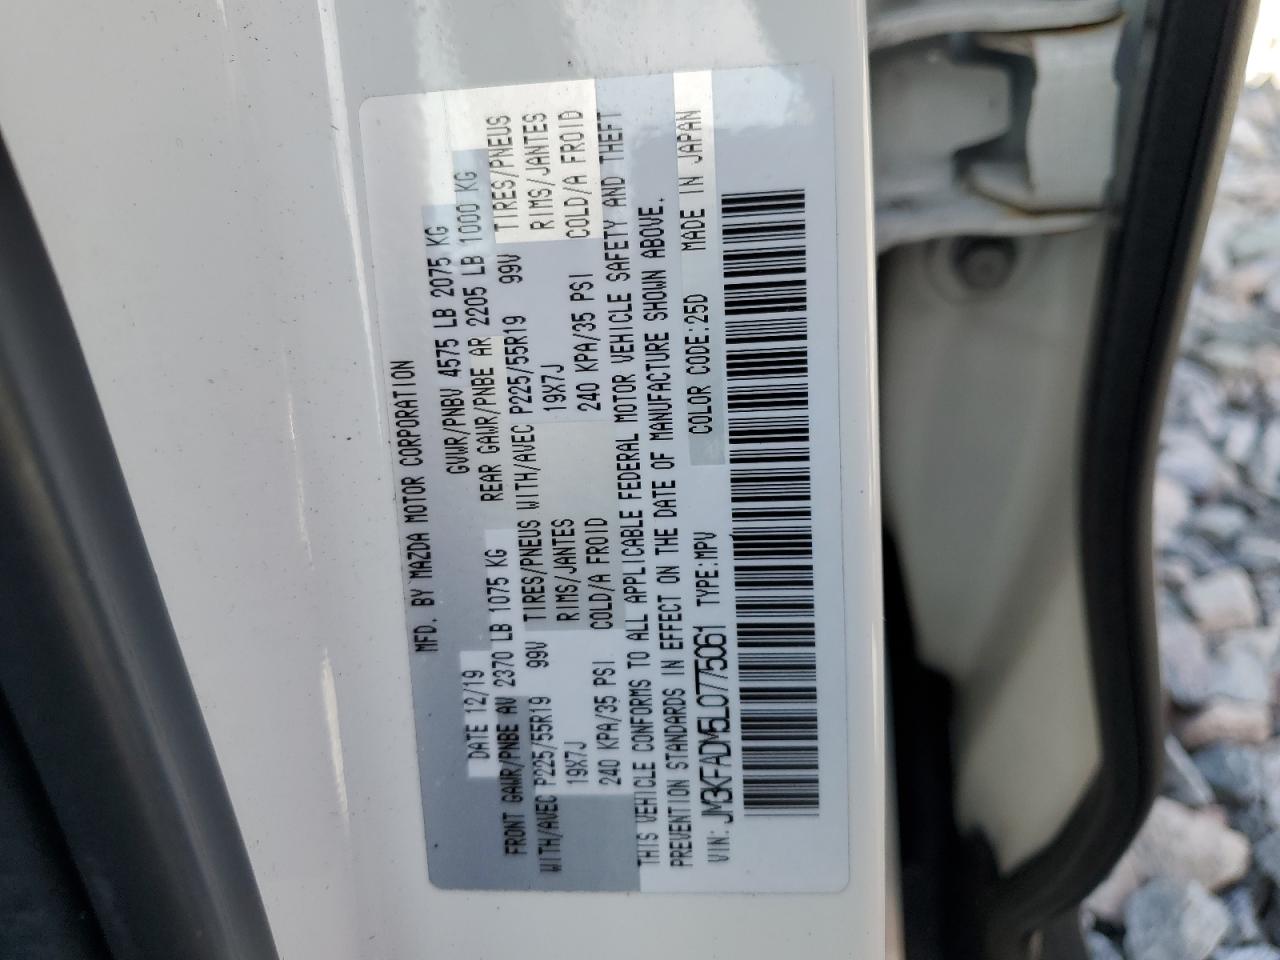 MFD. BY MAZDA MOTOR CORPORATION
DATE 12/19 GVWR/PNBV 4575 LB 2075 KG
FRONT GAWR/PNBE AV 2370 LB 1075 KG REAR GAWR/PNBE AR 2205 LB 1000 KG
WITH/AVEC P225/55R19 99V TIRES/PNEUS WITH/AVEC P225/55R19 99V TIRES/PNEUS
19X7J RIMS/JANTES 19X7J RIMS/JANTES
240 KPA/35 PSI COLD/A FROID 240 KPA/35 PSI COLD/A FROID
THIS VEHICLE CONFORMS TO ALL APPLICABLE FEDERAL MOTOR VEHICLE SAFETY AND THEFT
PREVENTION STANDARDS IN EFFECT ON THE DATE OF MANUFACTURE SHOWN ABOVE.
VIN: JM3KFADM5L0775061 TYPE:MPV COLOR CODE:25D MADE IN JAPAN